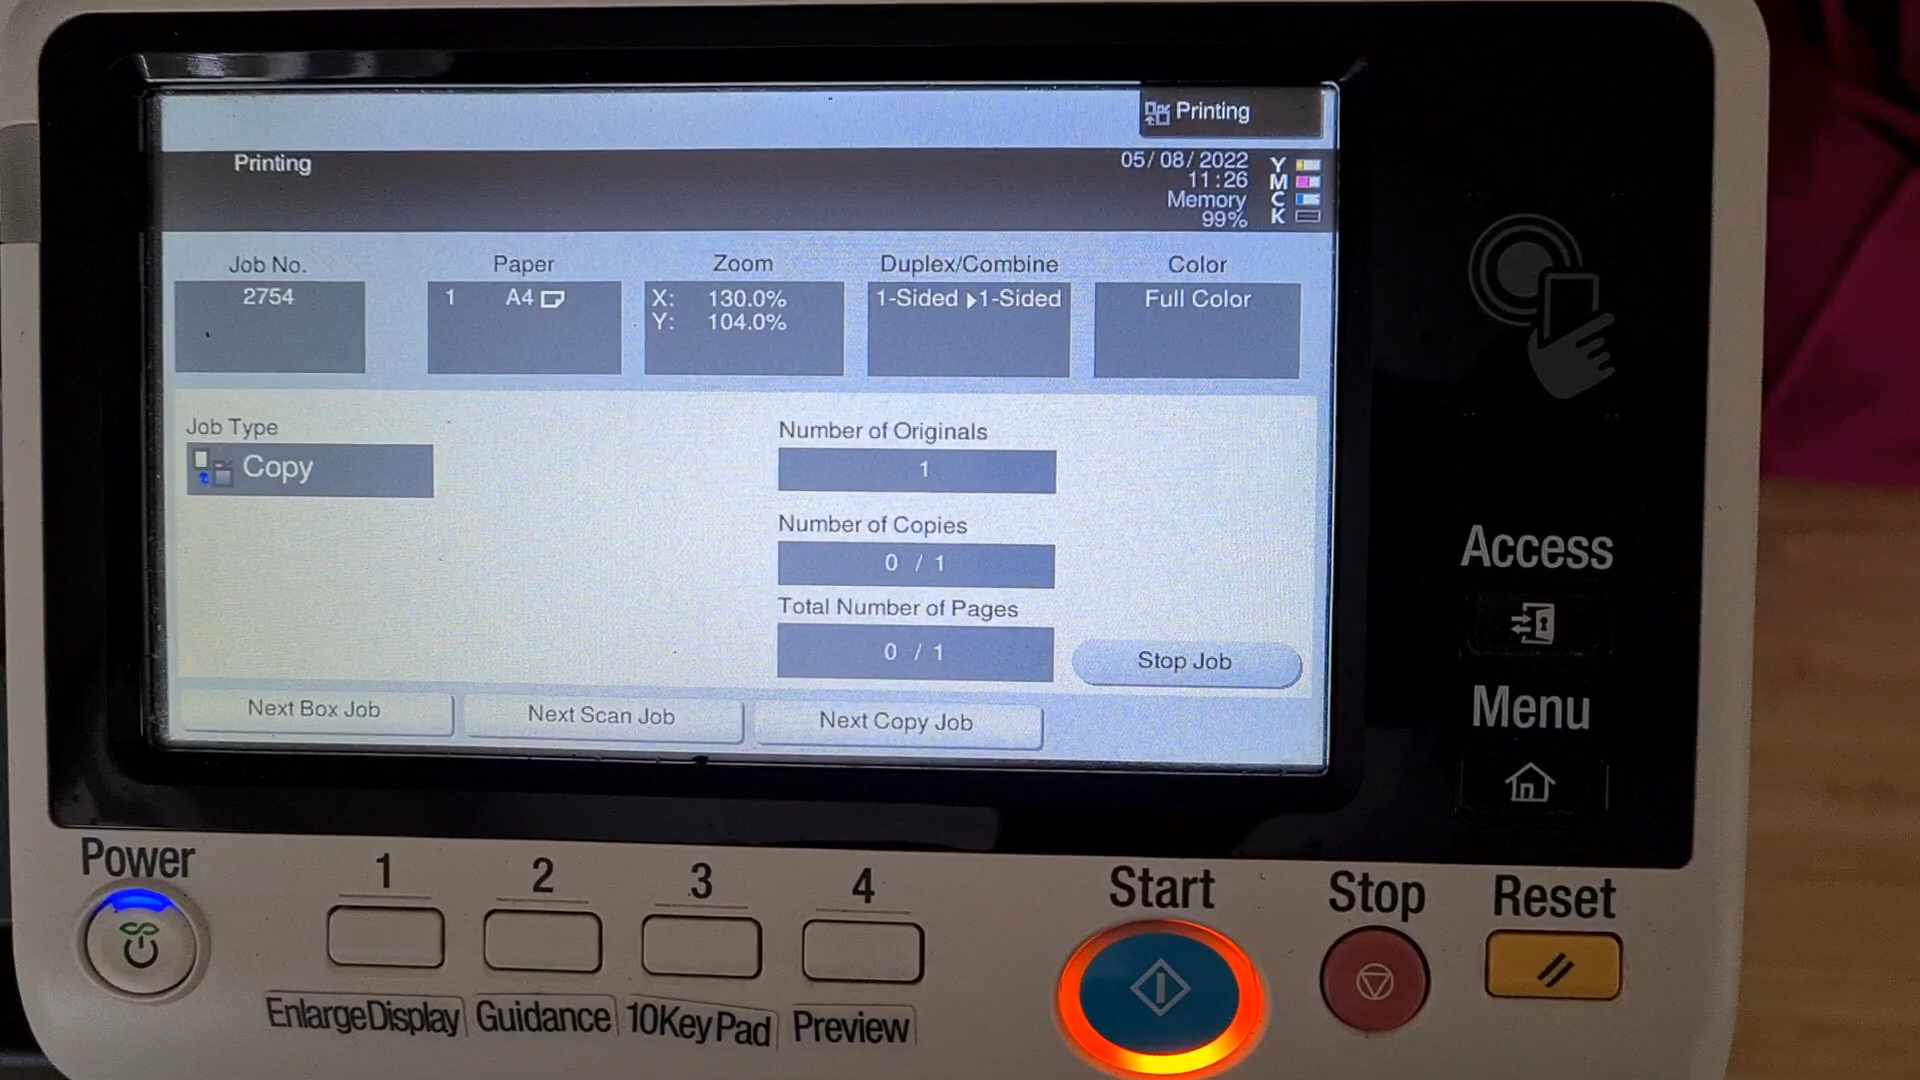 Printing
Printing
05/08/2022
11:26
Memory
99%
Y
M
C
K
Job No.
2754
Paper
1 A4
Zoom
X: 130.0%
Y: 104.0%
Duplex/Combine
1-Sided ▶1-Sided
Color
Full Color
Job Type
Copy
Number of Originals
1
Number of Copies
0 / 1
Total Number of Pages
0 / 1
Stop Job
Next Box Job
Next Scan Job
Next Copy Job
Access
Menu
Power
1
2
3
4
Start
Stop
Reset
EnlargeDisplay
Guidance
10KeyPad
Preview